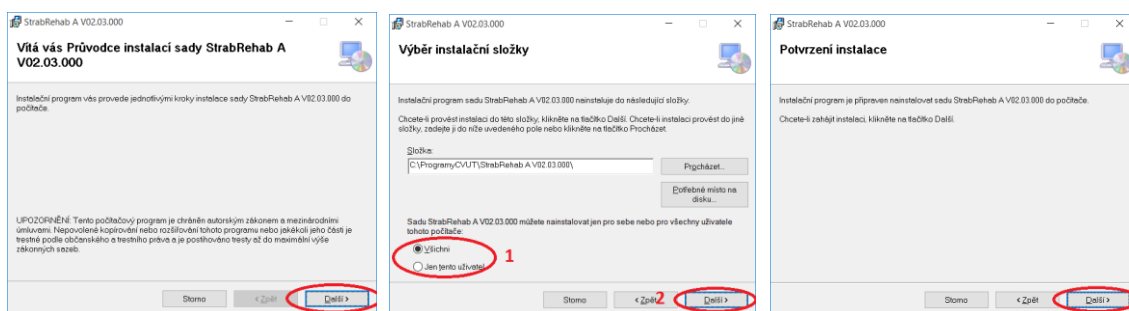 StrabRehab A V02.03.000
Vítá vás Průvodce instalací sady StrabRehab A
V02.03.000
Instalační program vás provede jednotlivými kroky instalace sady StrabRehab A V02.03.000 do
počítače.
UPOZORNĚNÍ: Tento počítačový program je chráněn autorským zákonem a mezinárodními
úmluvami. Nepovolené kopírování nebo rozšiřování tohoto programu nebo jakékoli jeho části je
trestné podle občanského a trestního práva a je postihováno tresty až do maximální výše
zákonných sazeb.
Storno
< Zpět
Další >
StrabRehab A V02.03.000
Výběr instalační složky
Instalační program sadu StrabRehab A V02.03.000 nainstaluje do následující složky.
Chcete-li provést instalaci do této složky, klikněte na tlačítko Další. Chcete-li instalaci provést do jiné
složky, zadejte ji do níže uvedeného pole nebo klikněte na tlačítko Procházet.
Složka:
C:\ProgramyCVUT\StrabRehab A V02.03.000\
Procházet...
Potřebné místo na
disku...
Sadu StrabRehab A V02.03.000 můžete nainstalovat jen pro sebe nebo pro všechny uživatele
tohoto počítače:
Všichni
1
Jen tento uživatel
Storno
< Zpět
2
Další >
StrabRehab A V02.03.000
Potvrzení instalace
Instalační program je připraven nainstalovat sadu StrabRehab A V02.03.000 do počítače.
Chcete-li zahájit instalaci, klikněte na tlačítko Další.
Storno
< Zpět
Další >